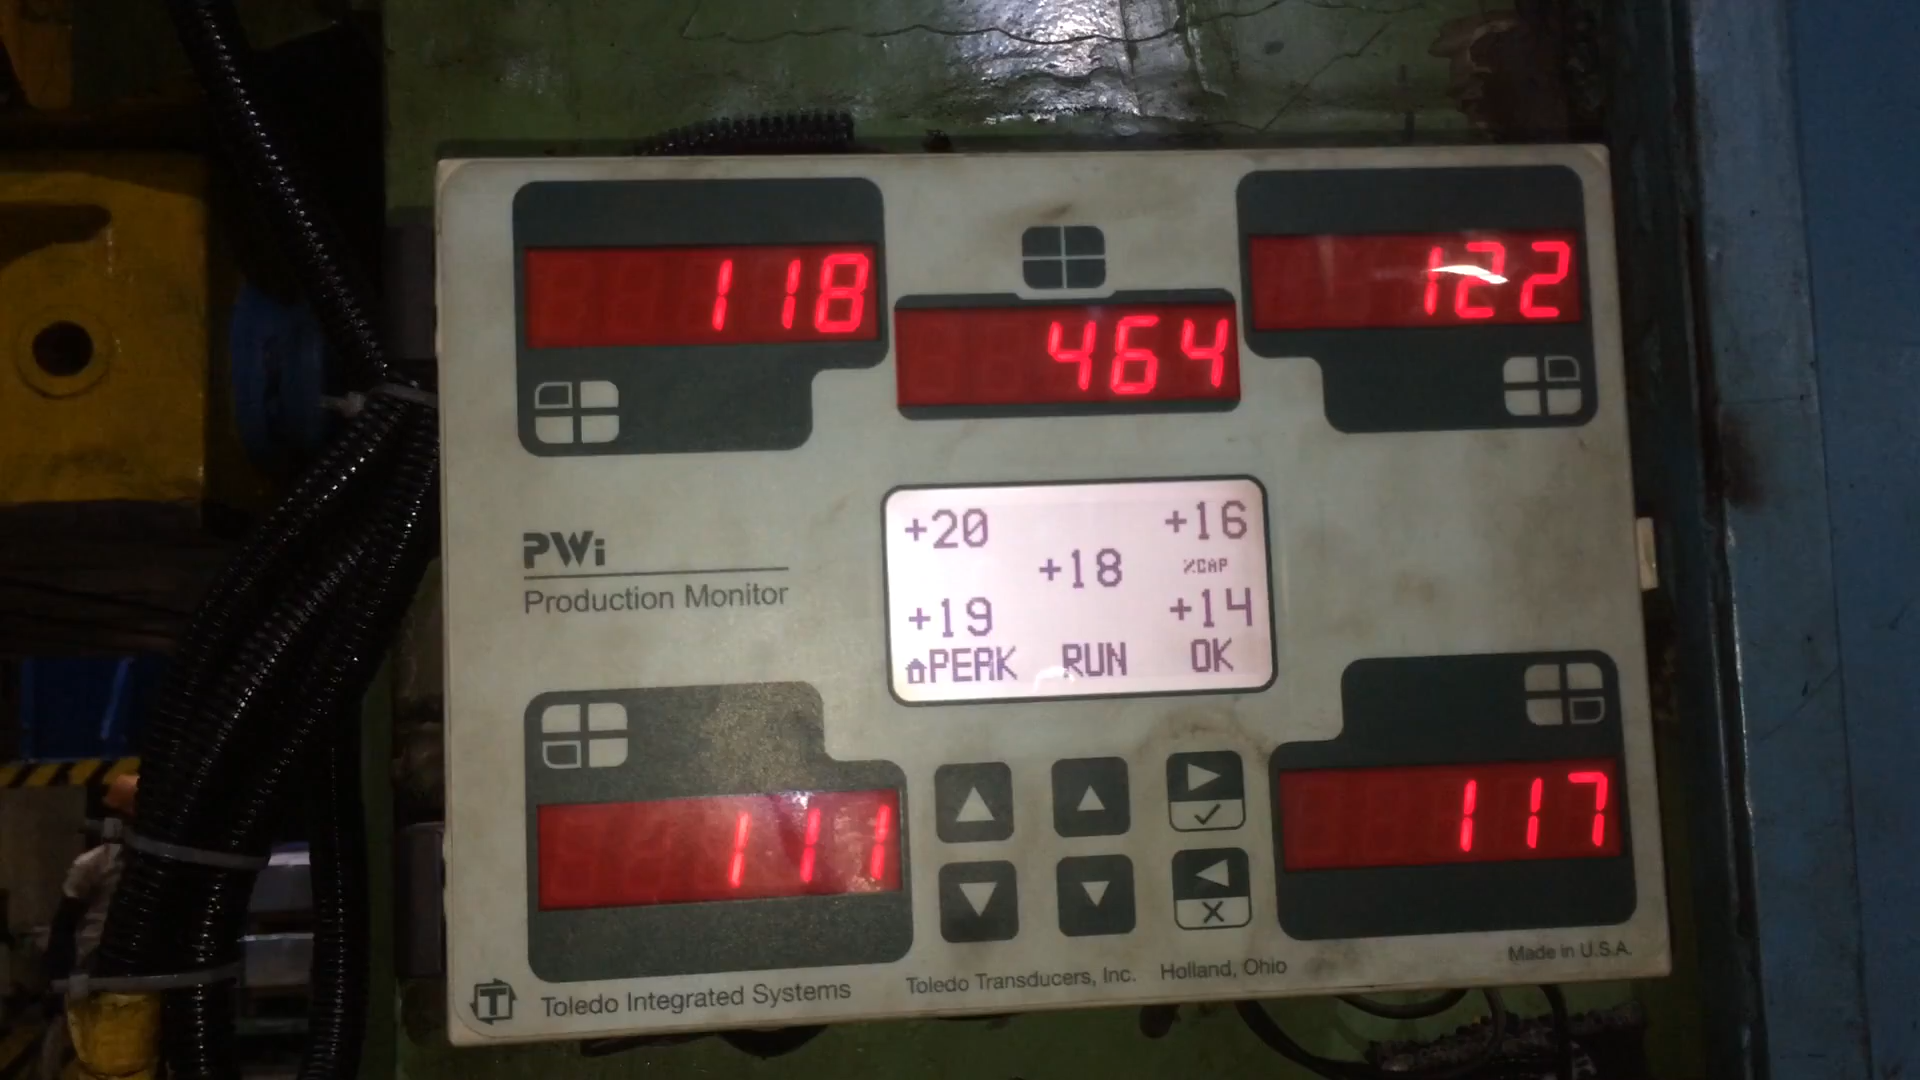 118
122
464
+20
+16
+18
%CAP
+19
+14
PEAK RUN OK
PWi
Production Monitor
111
117
Toledo Integrated Systems
Toledo Transducers, Inc. Holland, Ohio
Made in U.S.A.